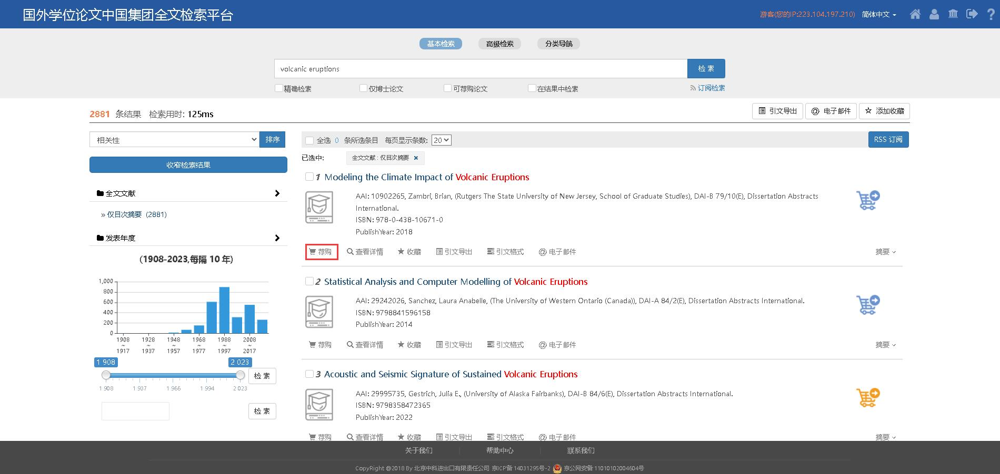 国外学位论文中国集团全文检索平台
游客(您的IP:223.104.197.210) 简体中文
基本检索 高级检索 分类导航
volcanic eruptions 检 索
精确检索 仅博士论文 可荐购论文 在结果中检索 订阅检索
2881 条结果 检索用时: 125ms
引文导出 @ 电子邮件 添加收藏
相关性 排序
收窄检索结果
全文文献
» 仅目次摘要 (2881)
发表年度
(1908-2023,每隔 10 年)
1,000
800
600
400
200
0
1908 ~ 1917
1928 ~ 1937
1948 ~ 1957
1968 ~ 1977
1988 ~ 1997
2008 ~ 2017
1 908 2 023
检 索
1 908 1 937 1 966 1 994 2 023
检 索
全选 0 条所选条目 每页显示条数: 20 RSS 订阅
已选中: 全文文献 : 仅目次摘要 ×
1 Modeling the Climate Impact of Volcanic Eruptions
AAI: 10902265, Zambri, Brian, (Rutgers The State University of New Jersey, School of Graduate Studies), DAI-B 79/10(E), Dissertation Abstracts
International.
ISBN: 978-0-438-10671-0
PublishYear: 2018
荐购 查看详情 收藏 引文导出 引文格式 @ 电子邮件 摘要
2 Statistical Analysis and Computer Modelling of Volcanic Eruptions
AAI: 29242026, Sanchez, Laura Anabelle, (The University of Western Ontario (Canada)), DAI-A 84/2(E), Dissertation Abstracts International.
ISBN: 9798841596158
PublishYear: 2014
荐购 查看详情 收藏 引文导出 引文格式 @ 电子邮件 摘要
3 Acoustic and Seismic Signature of Sustained Volcanic Eruptions
AAI: 29995735, Gestrich, Julia E., (University of Alaska Fairbanks), DAI-B 84/6(E), Dissertation Abstracts International.
ISBN: 9798358472365
PublishYear: 2022
荐购 查看详情 收藏 引文导出 引文格式 @ 电子邮件 摘要
关于我们 | 帮助中心 | 联系我们
CopyRight @2018 By 北京中科进出口有限责任公司 京ICP备14031295号-2 京公网安备 11010102004604号